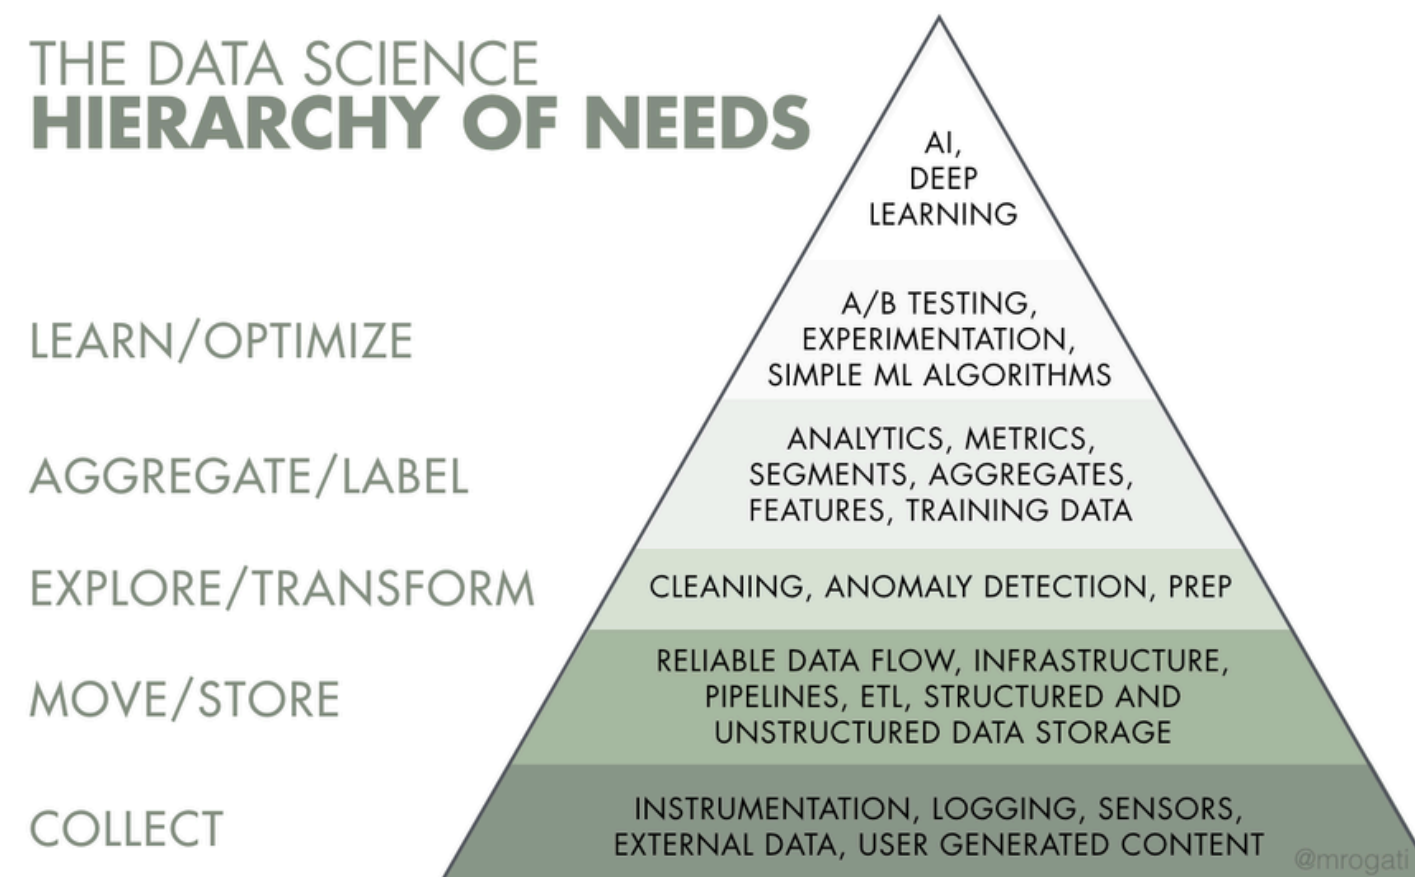 THE DATA SCIENCE
HIERARCHY OF NEEDS
AI,
DEEP
LEARNING
LEARN/OPTIMIZE
A/B TESTING,
EXPERIMENTATION,
SIMPLE ML ALGORITHMS
AGGREGATE/LABEL
ANALYTICS, METRICS,
SEGMENTS, AGGREGATES,
FEATURES, TRAINING DATA
EXPLORE/TRANSFORM
CLEANING, ANOMALY DETECTION, PREP
MOVE/STORE
RELIABLE DATA FLOW, INFRASTRUCTURE,
PIPELINES, ETL, STRUCTURED AND
UNSTRUCTURED DATA STORAGE
COLLECT
INSTRUMENTATION, LOGGING, SENSORS,
EXTERNAL DATA, USER GENERATED CONTENT
@mrogati